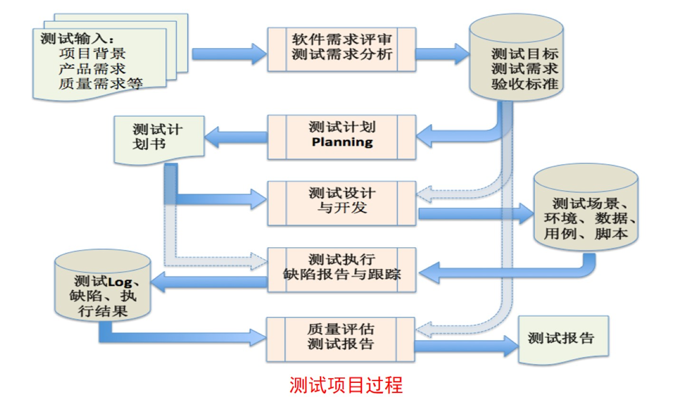 测试输入：
项目背景
产品需求
质量需求等
软件需求评审
测试需求分析
测试目标
测试需求
验收标准
测试计
划书
测试计划
Planning
测试设计
与开发
测试场景、
环境、数据、
用例、脚本
测试执行
缺陷报告与跟踪
测试Log、
缺陷、执
行结果
质量评估
测试报告
测试报告
测试项目过程